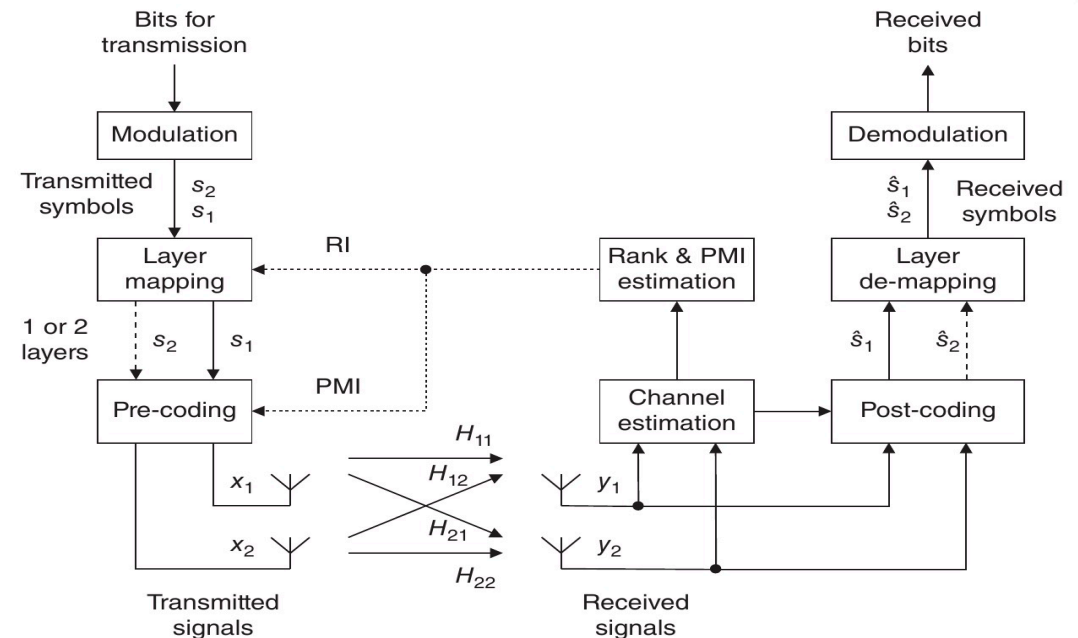 Bits for
transmission
Received
bits
Modulation
Demodulation
Transmitted
symbols
s₂
s₁
ŝ₁
ŝ₂
Received
symbols
Layer
mapping
RI
Rank & PMI
estimation
Layer
de-mapping
1 or 2
layers
s₂
s₁
ŝ₁
ŝ₂
Pre-coding
PMI
Channel
estimation
Post-coding
H₁₁
H₁₂
x₁
y₁
H₂₁
x₂
y₂
H₂₂
Transmitted
signals
Received
signals